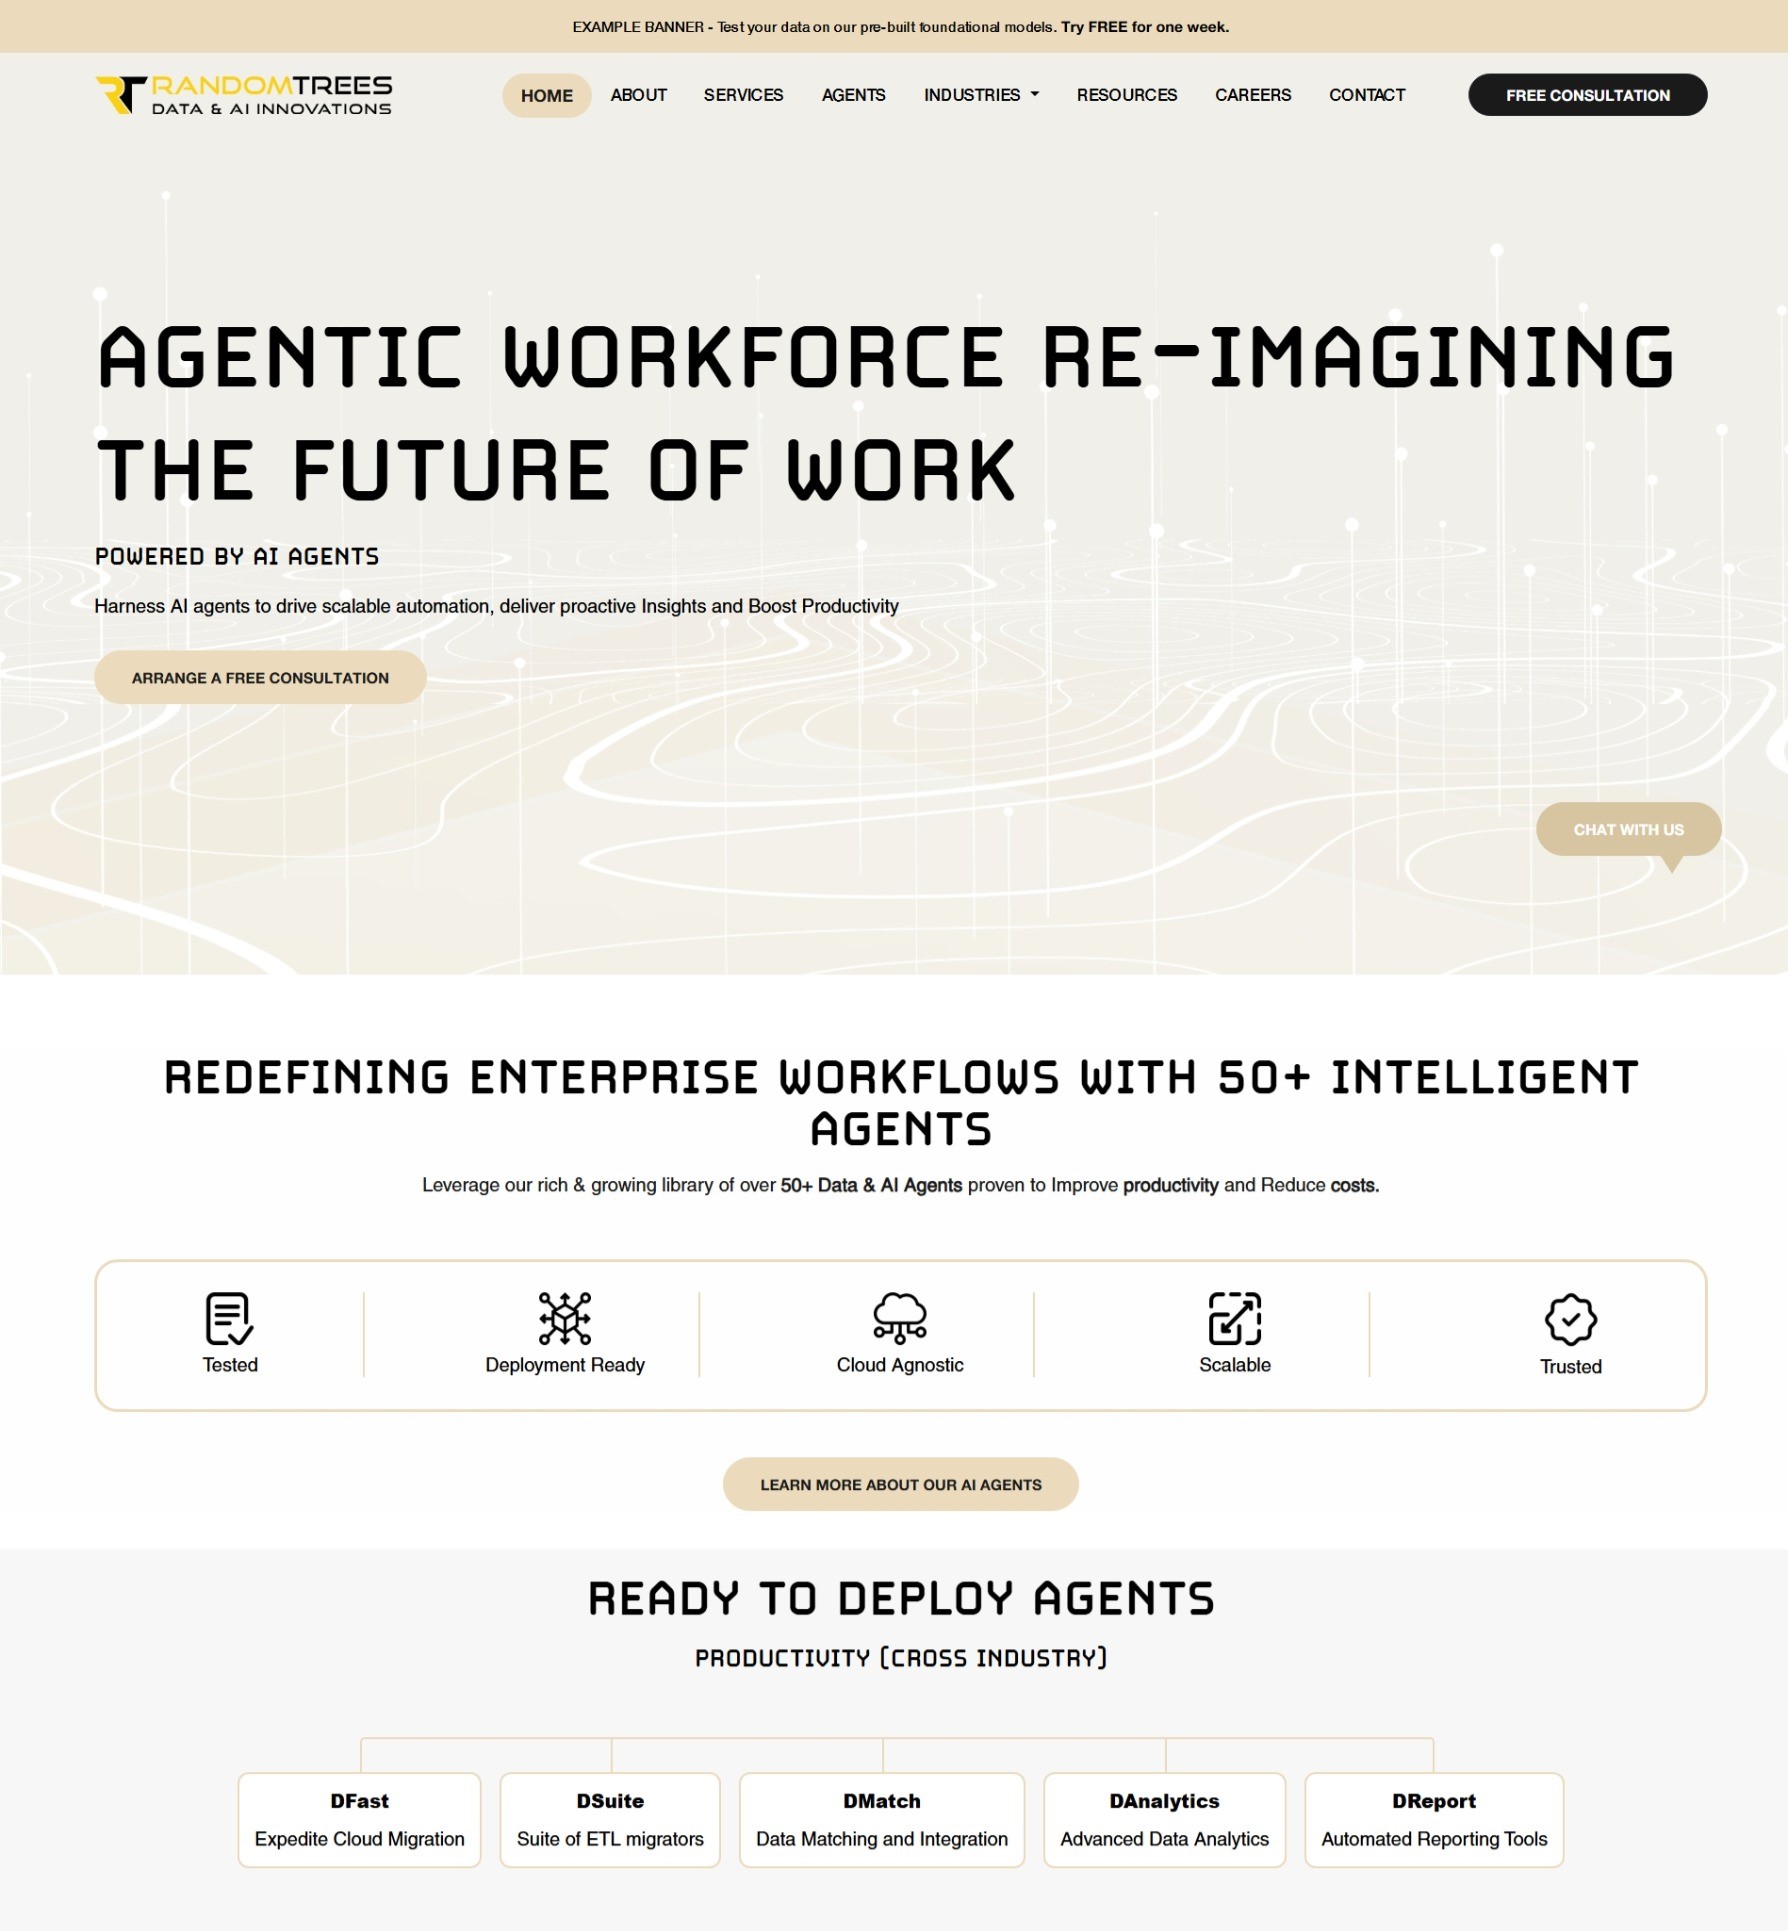 EXAMPLE BANNER - Test your data on our pre-built foundational models. Try FREE for one week.
RANDOMTREES
DATA & AI INNOVATIONS
HOME
ABOUT
SERVICES
AGENTS
INDUSTRIES
RESOURCES
CAREERS
CONTACT
FREE CONSULTATION
AGENTIC WORKFORCE RE-IMAGINING
THE FUTURE OF WORK
POWERED BY AI AGENTS
Harness AI agents to drive scalable automation, deliver proactive Insights and Boost Productivity
ARRANGE A FREE CONSULTATION
CHAT WITH US
REDEFINING ENTERPRISE WORKFLOWS WITH 50+ INTELLIGENT
AGENTS
Leverage our rich & growing library of over 50+ Data & AI Agents proven to Improve productivity and Reduce costs.
Tested
Deployment Ready
Cloud Agnostic
Scalable
Trusted
LEARN MORE ABOUT OUR AI AGENTS
READY TO DEPLOY AGENTS
PRODUCTIVITY (CROSS INDUSTRY)
DFast
Expedite Cloud Migration
DSuite
Suite of ETL migrators
DMatch
Data Matching and Integration
DAnalytics
Advanced Data Analytics
DReport
Automated Reporting Tools